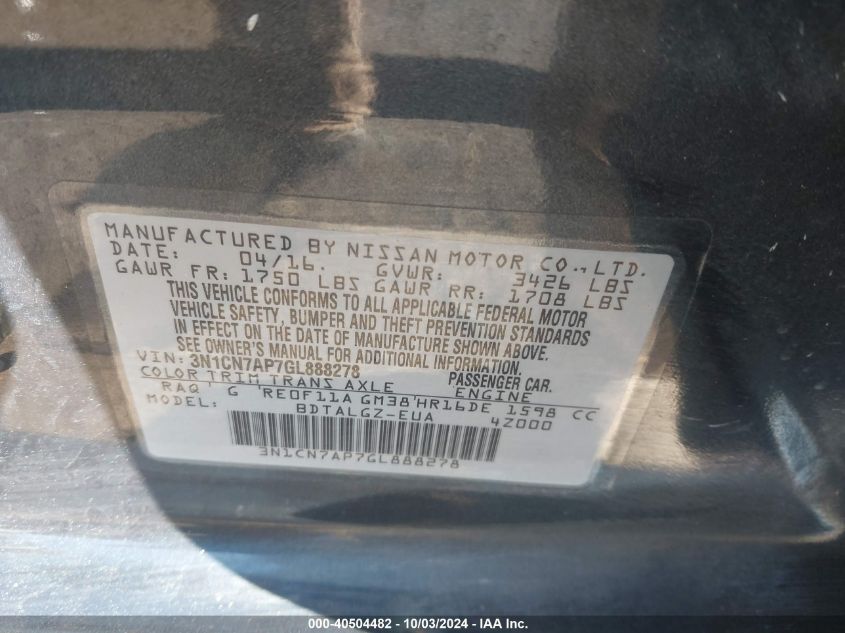 MANUFACTURED BY NISSAN MOTOR CO., LTD.
DATE: 04/16. GVWR: 3426 LBS
GAWR FR: 1750 LBS GAWR RR: 1708 LBS
THIS VEHICLE CONFORMS TO ALL APPLICABLE FEDERAL MOTOR
VEHICLE SAFETY, BUMPER AND THEFT PREVENTION STANDARDS
IN EFFECT ON THE DATE OF MANUFACTURE SHOWN ABOVE.
SEE OWNER'S MANUAL FOR ADDITIONAL INFORMATION.
VIN: 3N1CN7AP7GL888278 PASSENGER CAR.
COLOR TRIM TRANS AXLE ENGINE
RAQ' G RE0F11A GM38'HR16DE 1598 CC
MODEL: BDTALGZ-EUA 4Z000
3N1CN7AP7GL888278
000-40504482 - 10/03/2024 - IAA Inc.